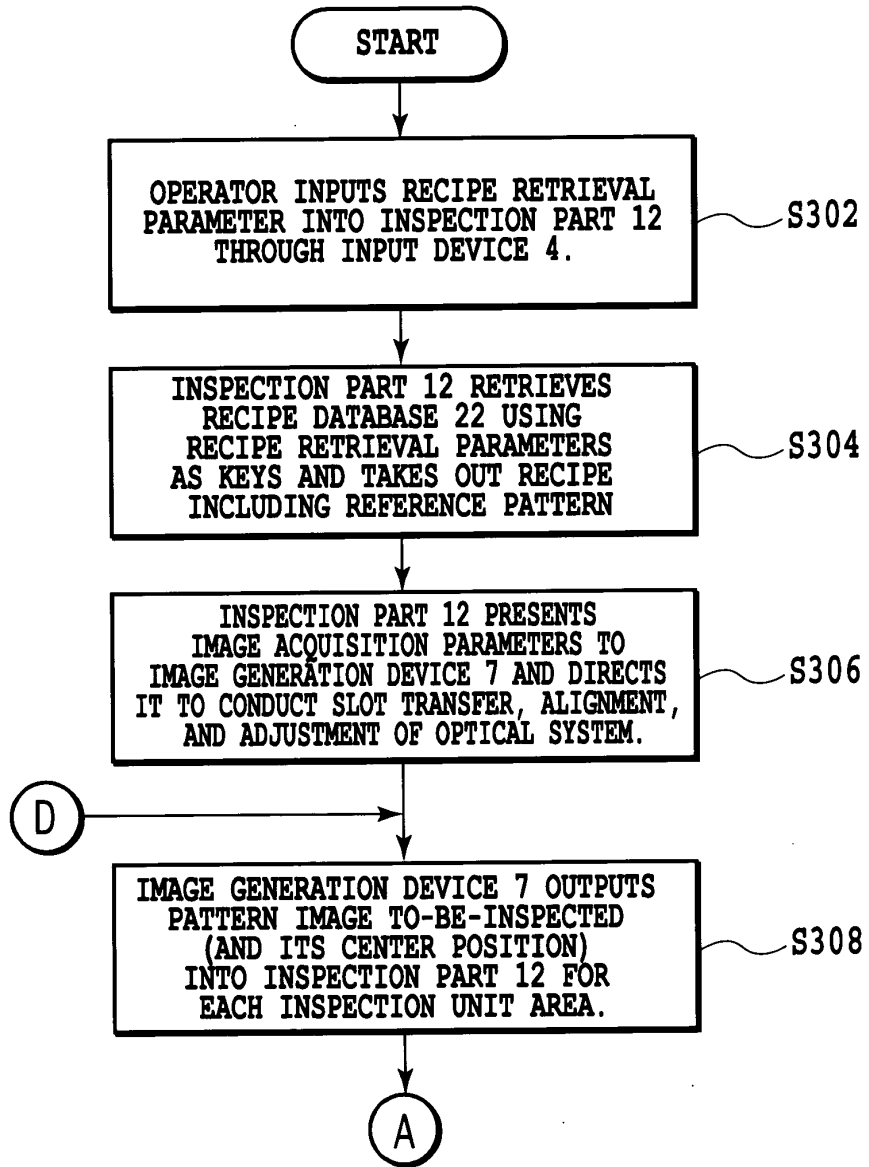 START
OPERATOR INPUTS RECIPE RETRIEVAL
PARAMETER INTO INSPECTION PART 12
THROUGH INPUT DEVICE 4.
S302
INSPECTION PART 12 RETRIEVES
RECIPE DATABASE 22 USING
RECIPE RETRIEVAL PARAMETERS
AS KEYS AND TAKES OUT RECIPE
INCLUDING REFERENCE PATTERN
S304
INSPECTION PART 12 PRESENTS
IMAGE ACQUISITION PARAMETERS TO
IMAGE GENERATION DEVICE 7 AND DIRECTS
IT TO CONDUCT SLOT TRANSFER, ALIGNMENT,
AND ADJUSTMENT OF OPTICAL SYSTEM.
S306
D
IMAGE GENERATION DEVICE 7 OUTPUTS
PATTERN IMAGE TO-BE-INSPECTED
(AND ITS CENTER POSITION)
INTO INSPECTION PART 12 FOR
EACH INSPECTION UNIT AREA.
S308
A